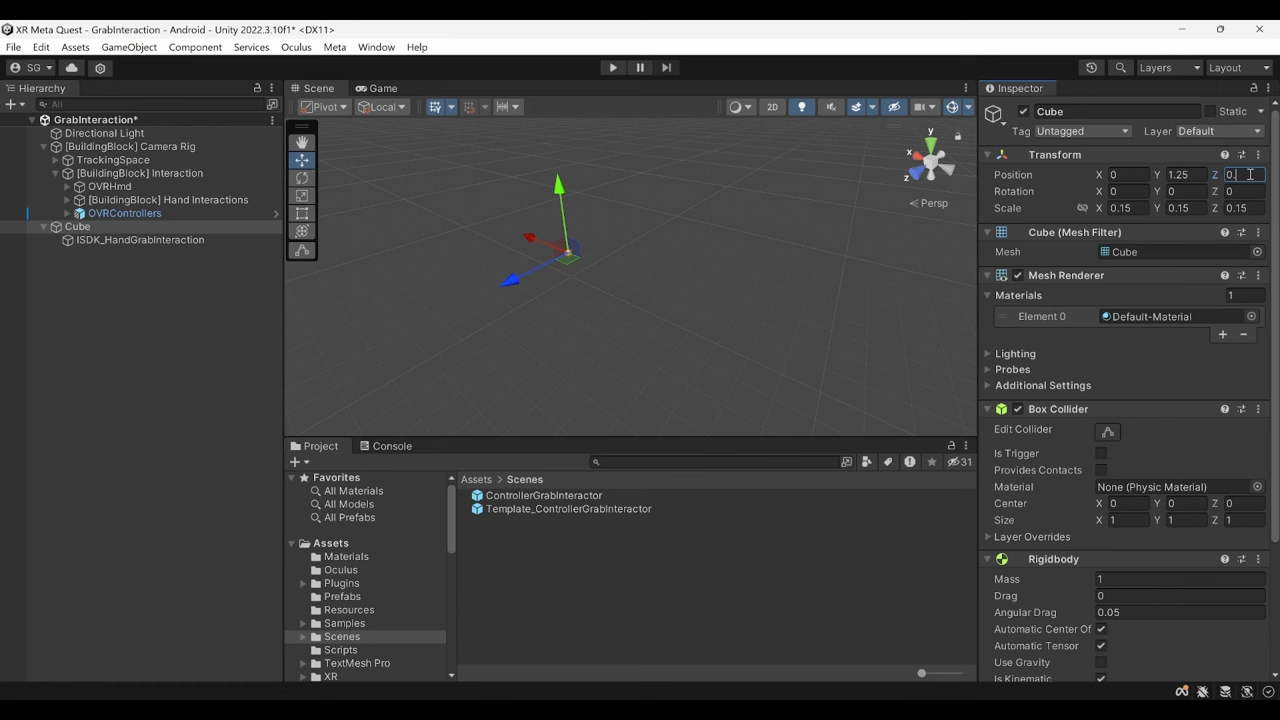 XR Meta Quest - GrabInteraction - Android - Unity 2022.3.10f1* <DX11>
File Edit Assets GameObject Component Services Oculus Meta Window Help
SG Layers Layout
Hierarchy
All
GrabInteraction*
Directional Light
[BuildingBlock] Camera Rig
TrackingSpace
[BuildingBlock] Interaction
OVRHmd
[BuildingBlock] Hand Interactions
OVRControllers
Cube
ISDK_HandGrabInteraction
Scene Game
Pivot Local 2D
y
x
z
Persp
Project Console
31
Favorites
All Materials
All Models
All Prefabs
Assets
Materials
Oculus
Plugins
Prefabs
Resources
Samples
Scenes
Scripts
TextMesh Pro
XR
Assets > Scenes
ControllerGrabInteractor
Template_ControllerGrabInteractor
Inspector
Cube Static
Tag Untagged Layer Default
Transform
Position X 0 Y 1.25 Z 0.
Rotation X 0 Y 0 Z 0
Scale X 0.15 Y 0.15 Z 0.15
Cube (Mesh Filter)
Mesh Cube
Mesh Renderer
Materials 1
Element 0 Default-Material
Lighting
Probes
Additional Settings
Box Collider
Edit Collider
Is Trigger
Provides Contacts
Material None (Physic Material)
Center X 0 Y 0 Z 0
Size X 1 Y 1 Z 1
Layer Overrides
Rigidbody
Mass 1
Drag 0
Angular Drag 0.05
Automatic Center Of
Automatic Tensor
Use Gravity
Is Kinematic